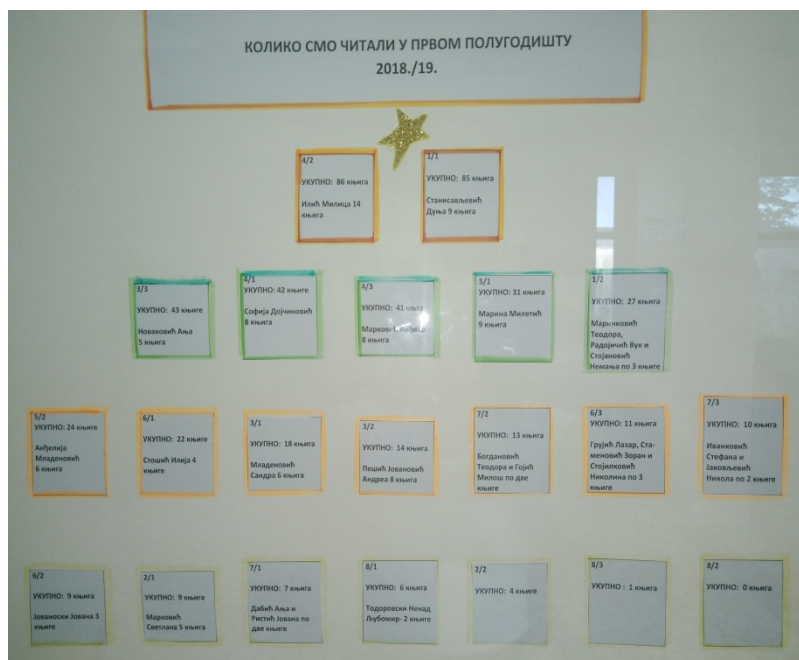 КОЛИКО СМО ЧИТАЛИ У ПРВОМ ПОЛУГОДИШТУ
2018./19.
4/2
УКУПНО: 86 књига
Илић Милица 14
књига
1/1
УКУПНО: 85 књига
Станисављевић
Дуња 9 књига
3/3
УКУПНО: 43 књиге
Новаковић Ања
5 књига
4/1
УКУПНО: 42 књиге
Софија Дојчиновић
8 књига
4/3
УКУПНО: 41 књига
Марковић
8 књига
5/1
УКУПНО: 31 књига
Марина Милетић
9 књига
1/2
УКУПНО: 27 књига
Маринковић
Теодора,
Радојичић Вук и
Стојановић
Немања по 3 књиге
5/2
УКУПНО: 24 књиге
Анђелија
Младеновић
6 књига
6/1
УКУПНО: 22 књиге
Стошић Илија 4
књиге
3/1
УКУПНО: 18 књига
Младеновић
Сандра 6 књига
3/2
УКУПНО: 14 књига
Пешић Јовановић
Андреа 8 књига
7/2
УКУПНО: 13 књига
Богдановић
Теодора и Гојић
Милош по две
књиге
6/3
УКУПНО: 11 књига
Грујић Лазар, Ста-
меновић Зоран и
Стојилковић
Николина по 3
књиге
7/3
УКУПНО: 10 књига
Иванковић
Стефана и
Јаковљевић
Никола по 2 књиге
6/2
УКУПНО: 9 књига
Јованоски Јована 3
књиге
2/1
УКУПНО: 9 књига
Марковић
Светлана 5 књига
7/1
УКУПНО: 7 књига
Дабић Ања и
Ристић Јована по
две књиге
8/1
УКУПНО: 6 књига
Тодоровски Ненад
Љубомир- 2 књиге
2/2
УКУПНО: 4 књиге
8/3
УКУПНО : 1 књига
8/2
УКУПНО: 0 књига